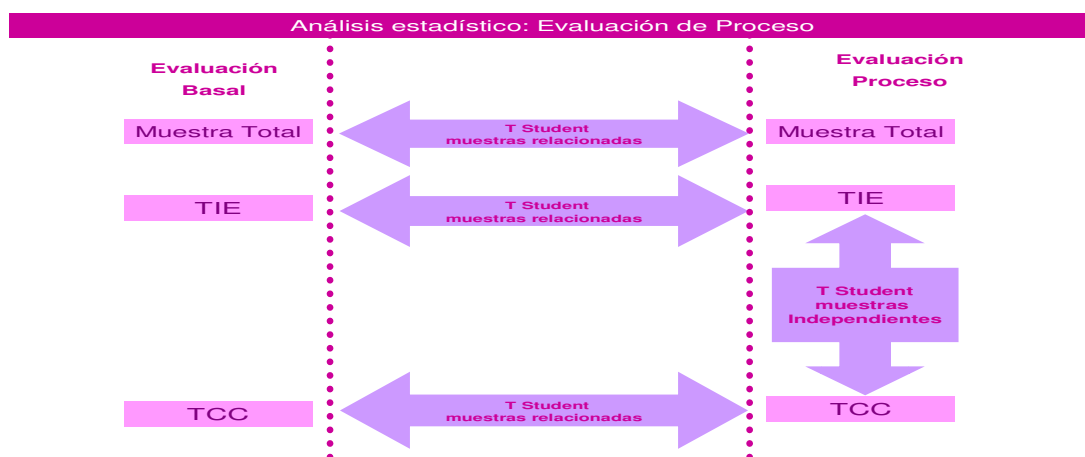 Análisis estadístico: Evaluación de Proceso
Evaluación
Basal
Evaluación
Proceso
Muestra Total
T Student
muestras relacionadas
Muestra Total
TIE
T Student
muestras relacionadas
TIE
T Student
muestras
Independientes
TCC
T Student
muestras relacionadas
TCC